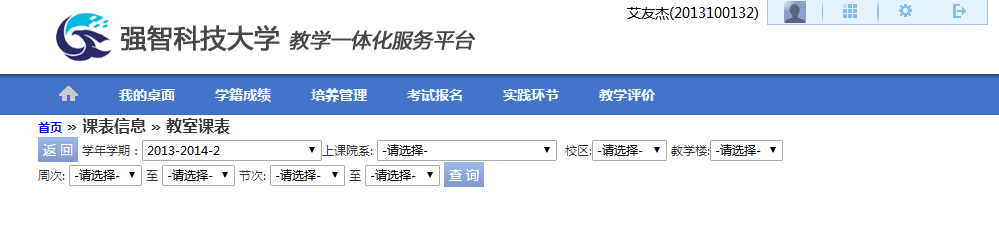 艾友杰(2013100132)
强智科技大学 教学一体化服务平台
我的桌面 学籍成绩 培养管理 考试报名 实践环节 教学评价
首页 » 课表信息 » 教室课表
返 回 学年学期：2013-2014-2 上课院系: -请选择- 校区: -请选择- 教学楼: -请选择-
周次: -请选择- 至 -请选择- 节次: -请选择- 至 -请选择- 查 询